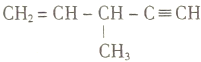 CH₂=CH – CH – C≡CH
CH₃